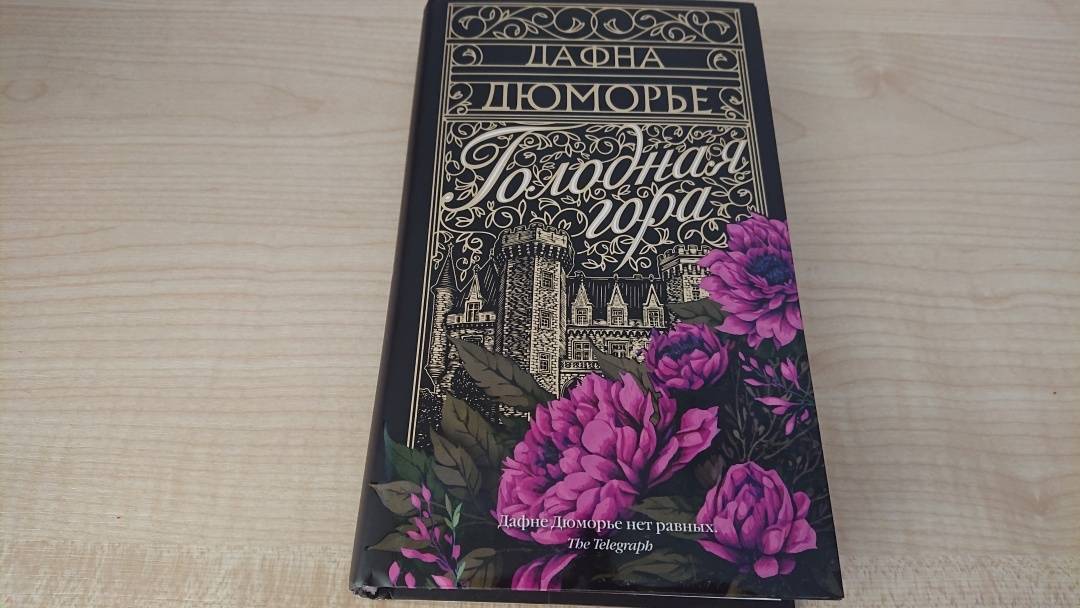 ДАФНА
ДЮМОРЬЕ
Голодная
гора
Дафне Дюморье нет равных.
The Telegraph